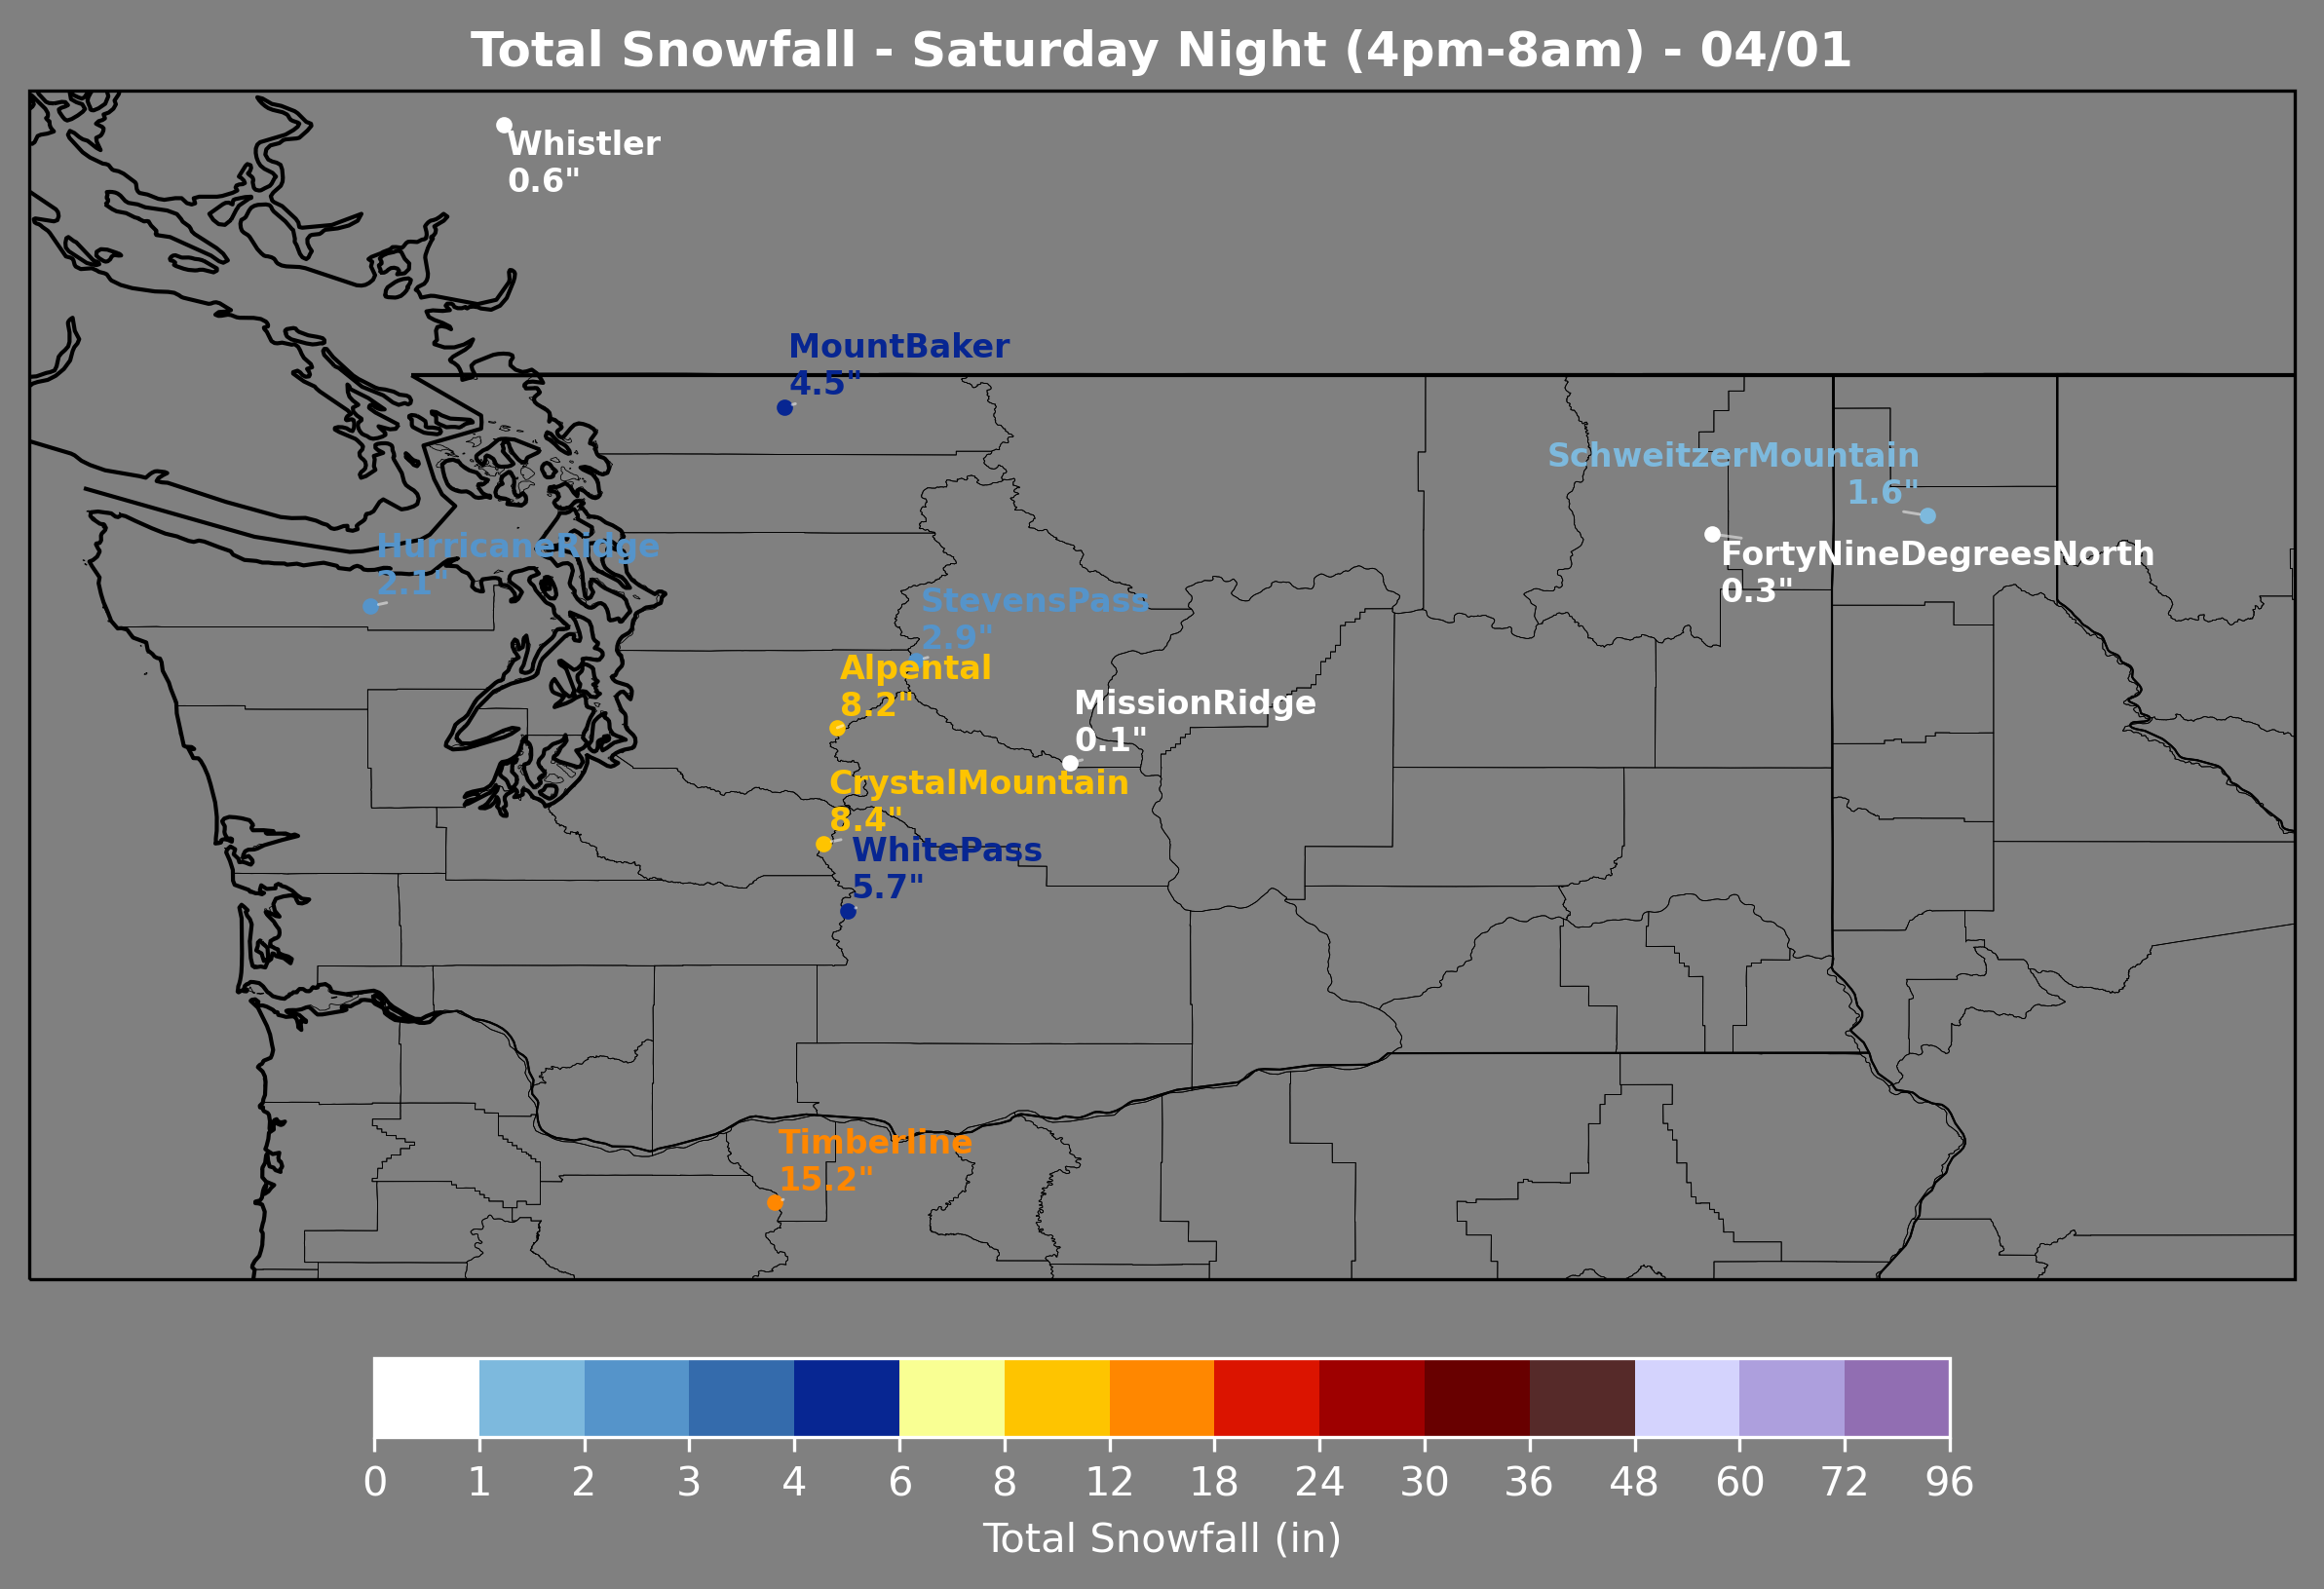 Total Snowfall - Saturday Night (4pm-8am) - 04/01
Whistler
0.6"
MountBaker
4.5"
SchweitzerMountain
1.6"
HurricaneRidge
2.1"
FortyNineDegreesNorth
0.3"
StevensPass
2.9"
Alpental
8.2"
MissionRidge
0.1"
CrystalMountain
8.4"
WhitePass
5.7"
Timberline
15.2"
0 1 2 3 4 6 8 12 18 24 30 36 48 60 72 96
Total Snowfall (in)